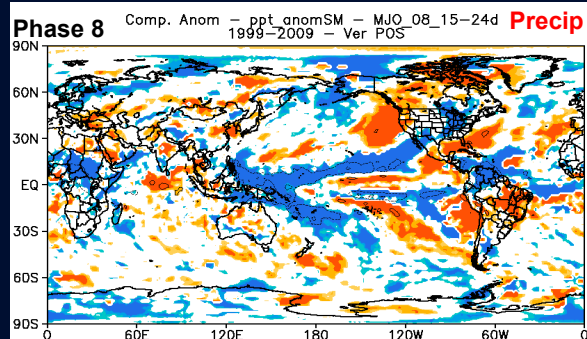 Phase 8 Comp. Anom – ppt_anomSM – MJO_08_15-24d Precip
1999-2009 – Ver POS
90N
60N
30N
EQ
30S
60S
90S
0 60E 120E 180 120W 60W 0